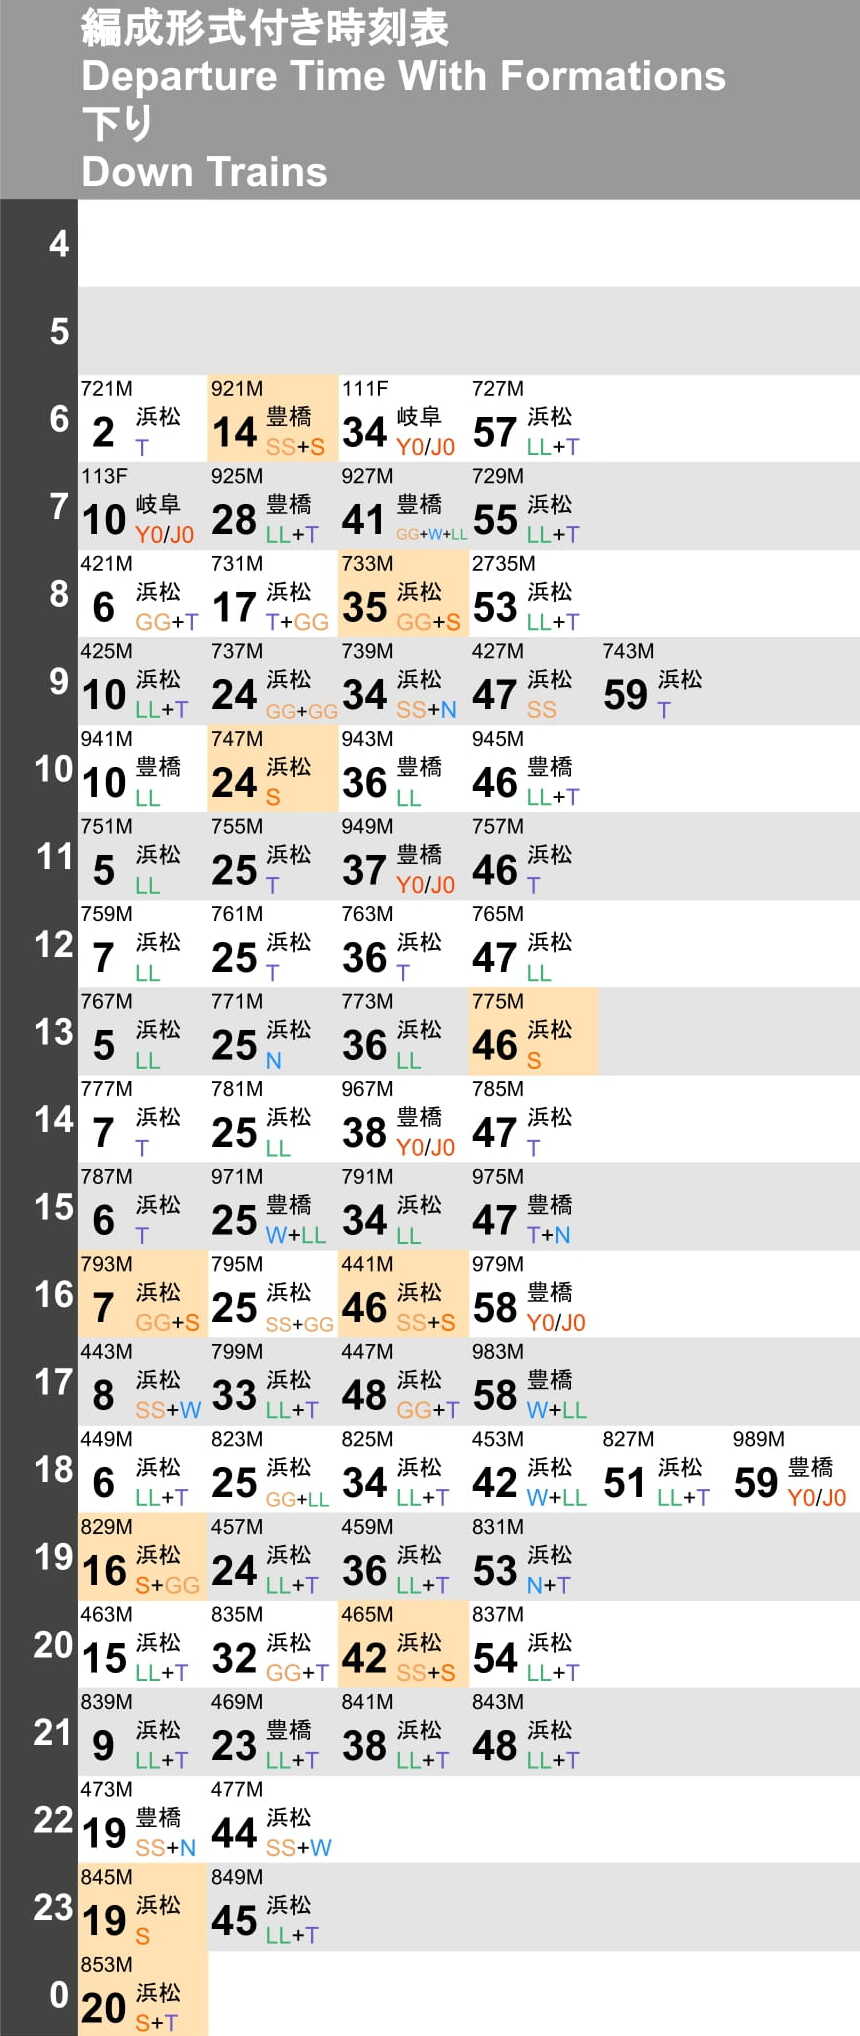 編成形式付き時刻表
Departure Time With Formations
下り
Down Trains
4
5
6
721M 921M 111F 727M
2 浜松 14 豊橋 34 岐阜 57 浜松
T SS+S Y0/J0 LL+T
7
113F 925M 927M 729M
10 岐阜 28 豊橋 41 豊橋 55 浜松
Y0/J0 LL+T GG+W+LL LL+T
8
421M 731M 733M 2735M
6 浜松 17 浜松 35 浜松 53 浜松
GG+T T+GG GG+S LL+T
9
425M 737M 739M 427M 743M
10 浜松 24 浜松 34 浜松 47 浜松 59 浜松
LL+T GG+GG SS+N SS T
10
941M 747M 943M 945M
10 豊橋 24 浜松 36 豊橋 46 豊橋
LL S LL LL+T
11
751M 755M 949M 757M
5 浜松 25 浜松 37 豊橋 46 浜松
LL T Y0/J0 T
12
759M 761M 763M 765M
7 浜松 25 浜松 36 浜松 47 浜松
LL T T LL
13
767M 771M 773M 775M
5 浜松 25 浜松 36 浜松 46 浜松
LL N LL S
14
777M 781M 967M 785M
7 浜松 25 浜松 38 豊橋 47 浜松
T LL Y0/J0 T
15
787M 971M 791M 975M
6 浜松 25 豊橋 34 浜松 47 豊橋
T W+LL LL T+N
16
793M 795M 441M 979M
7 浜松 25 浜松 46 浜松 58 豊橋
GG+S SS+GG SS+S Y0/J0
17
443M 799M 447M 983M
8 浜松 33 浜松 48 浜松 58 豊橋
SS+W LL+T GG+T W+LL
18
449M 823M 825M 453M 827M 989M
6 浜松 25 浜松 34 浜松 42 浜松 51 浜松 59 豊橋
LL+T GG+LL LL+T W+LL LL+T Y0/J0
19
829M 457M 459M 831M
16 浜松 24 浜松 36 浜松 53 浜松
S+GG LL+T LL+T N+T
20
463M 835M 465M 837M
15 浜松 32 浜松 42 浜松 54 浜松
LL+T GG+T SS+S LL+T
21
839M 469M 841M 843M
9 浜松 23 豊橋 38 浜松 48 浜松
LL+T LL+T LL+T LL+T
22
473M 477M
19 豊橋 44 浜松
SS+N SS+W
23
845M 849M
19 浜松 45 浜松
S LL+T
0
853M
20 浜松
S+T